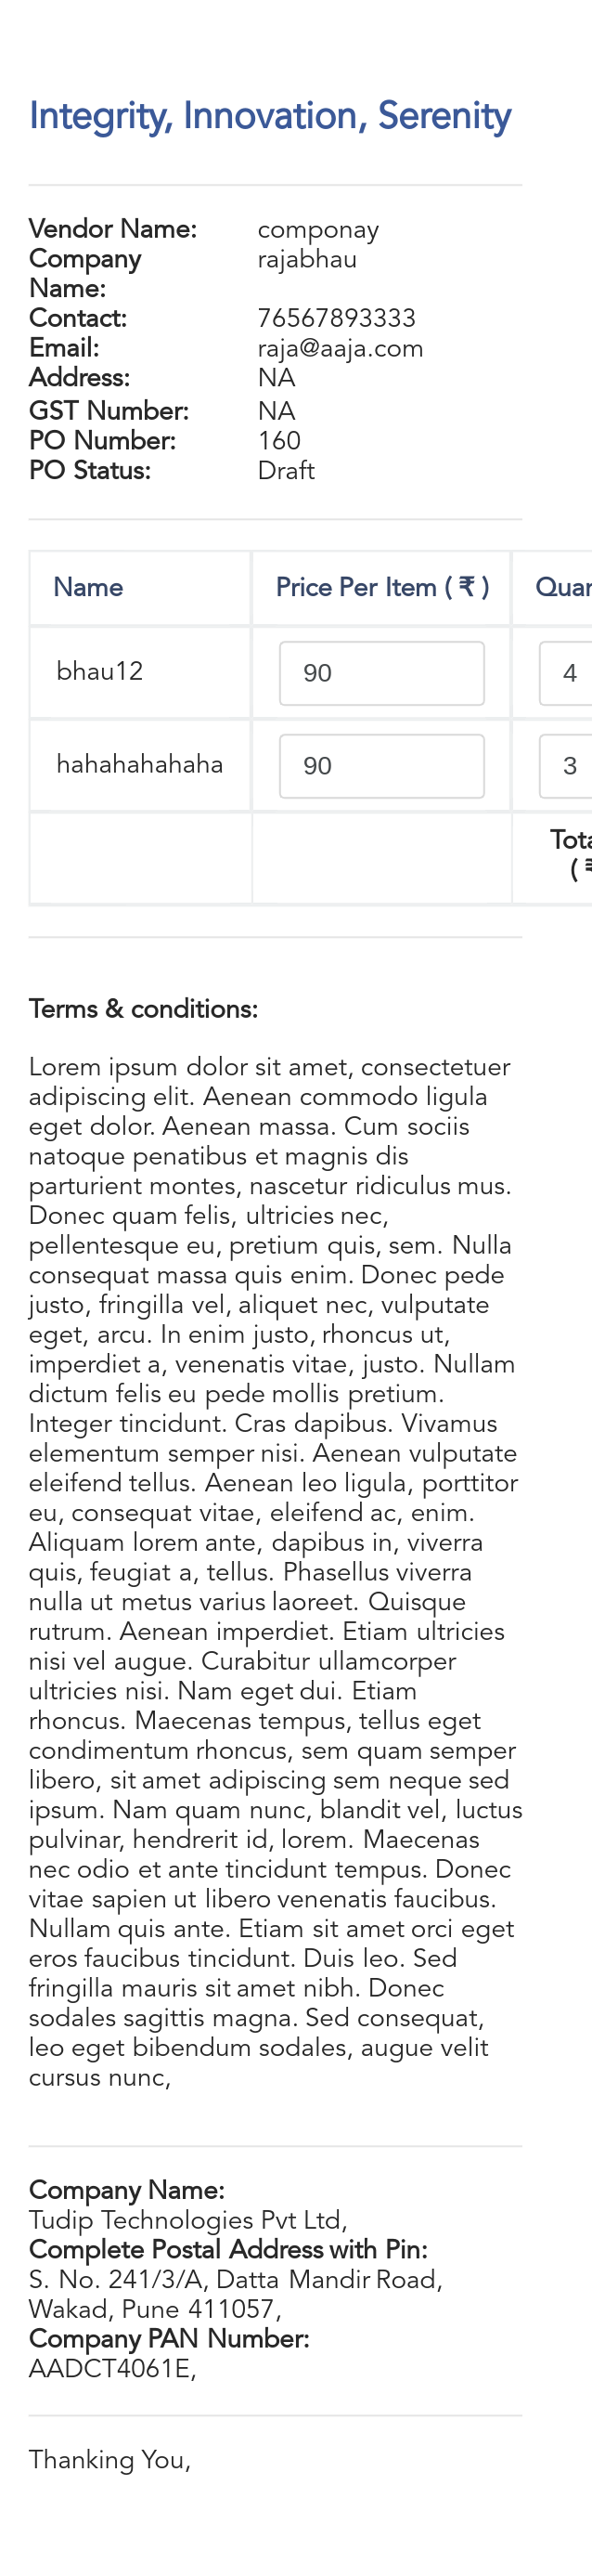 Integrity, Innovation, Serenity
Vendor Name: componay
Company Name: rajabhau
Contact: 76567893333
Email: raja@aaja.com
Address: NA
GST Number: NA
PO Number: 160
PO Status: Draft
Name Price Per Item ( ₹ )
bhau12 90 4
hahahahahaha 90 3
Terms & conditions:
Lorem ipsum dolor sit amet, consectetuer
adipiscing elit. Aenean commodo ligula
eget dolor. Aenean massa. Cum sociis
natoque penatibus et magnis dis
parturient montes, nascetur ridiculus mus.
Donec quam felis, ultricies nec,
pellentesque eu, pretium quis, sem. Nulla
consequat massa quis enim. Donec pede
justo, fringilla vel, aliquet nec, vulputate
eget, arcu. In enim justo, rhoncus ut,
imperdiet a, venenatis vitae, justo. Nullam
dictum felis eu pede mollis pretium.
Integer tincidunt. Cras dapibus. Vivamus
elementum semper nisi. Aenean vulputate
eleifend tellus. Aenean leo ligula, porttitor
eu, consequat vitae, eleifend ac, enim.
Aliquam lorem ante, dapibus in, viverra
quis, feugiat a, tellus. Phasellus viverra
nulla ut metus varius laoreet. Quisque
rutrum. Aenean imperdiet. Etiam ultricies
nisi vel augue. Curabitur ullamcorper
ultricies nisi. Nam eget dui. Etiam
rhoncus. Maecenas tempus, tellus eget
condimentum rhoncus, sem quam semper
libero, sit amet adipiscing sem neque sed
ipsum. Nam quam nunc, blandit vel, luctus
pulvinar, hendrerit id, lorem. Maecenas
nec odio et ante tincidunt tempus. Donec
vitae sapien ut libero venenatis faucibus.
Nullam quis ante. Etiam sit amet orci eget
eros faucibus tincidunt. Duis leo. Sed
fringilla mauris sit amet nibh. Donec
sodales sagittis magna. Sed consequat,
leo eget bibendum sodales, augue velit
cursus nunc,
Company Name:
Tudip Technologies Pvt Ltd,
Complete Postal Address with Pin:
S. No. 241/3/A, Datta Mandir Road,
Wakad, Pune 411057,
Company PAN Number:
AADCT4061E,
Thanking You,